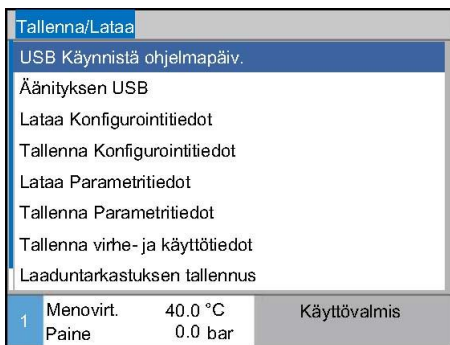 Tallenna/Lataa
USB Käynnistä ohjelmapäiv.
Äänityksen USB
Lataa Konfigurointitiedot
Tallenna Konfigurointitiedot
Lataa Parametritiedot
Tallenna Parametritiedot
Tallenna virhe- ja käyttötiedot
Laaduntarkastuksen tallennus
1 Menovirt. 40.0 °C Käyttövalmis
Paine 0.0 bar